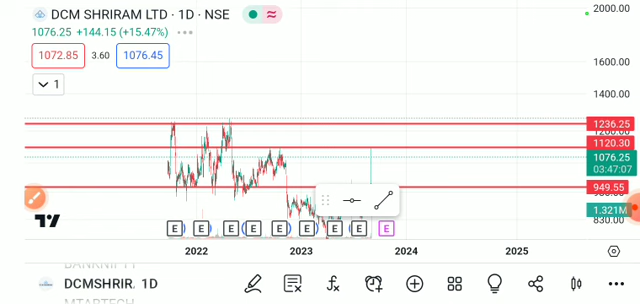 DCM SHRIRAM LTD · 1D · NSE
1076.25 +144.15 (+15.47%)
1072.85 3.60 1076.45
1
2000.00
1600.00
1400.00
1236.25
1120.30
1076.25
03:47:07
949.55
1.321M
830.00
E E E E E E E E E
2022 2023 2024 2025
DCMSHRIR. 1D